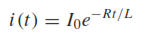 i(t) = I₀e^{−Rt/L}